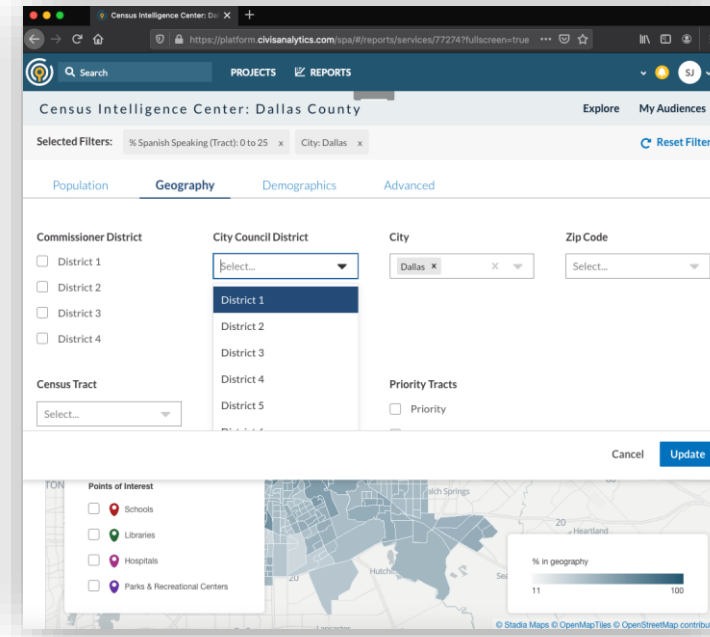 Census Intelligence Center: Da
https://platform.civisanalytics.com/spa/#/reports/services/77274?fullscreen=true
Search
PROJECTS
REPORTS
SJ
Census Intelligence Center: Dallas County
Explore
My Audiences
Selected Filters:
% Spanish Speaking (Tract): 0 to 25 x
City: Dallas x
Reset Filter
Population
Geography
Demographics
Advanced
Commissioner District
City Council District
City
Zip Code
District 1
District 2
District 3
District 4
Select...
Dallas ×
X
Select...
District 1
District 2
District 3
District 4
District 5
Census Tract
Select...
Priority Tracts
Priority
Cancel
Update
TON
Points of Interest
Schools
Libraries
Hospitals
Parks & Recreational Centers
alch Springs
20
Heartland
Hutch
20
Sea
Lancaster
% in geography
11
100
© Stadia Maps © OpenMapTiles © OpenStreetMap contribu